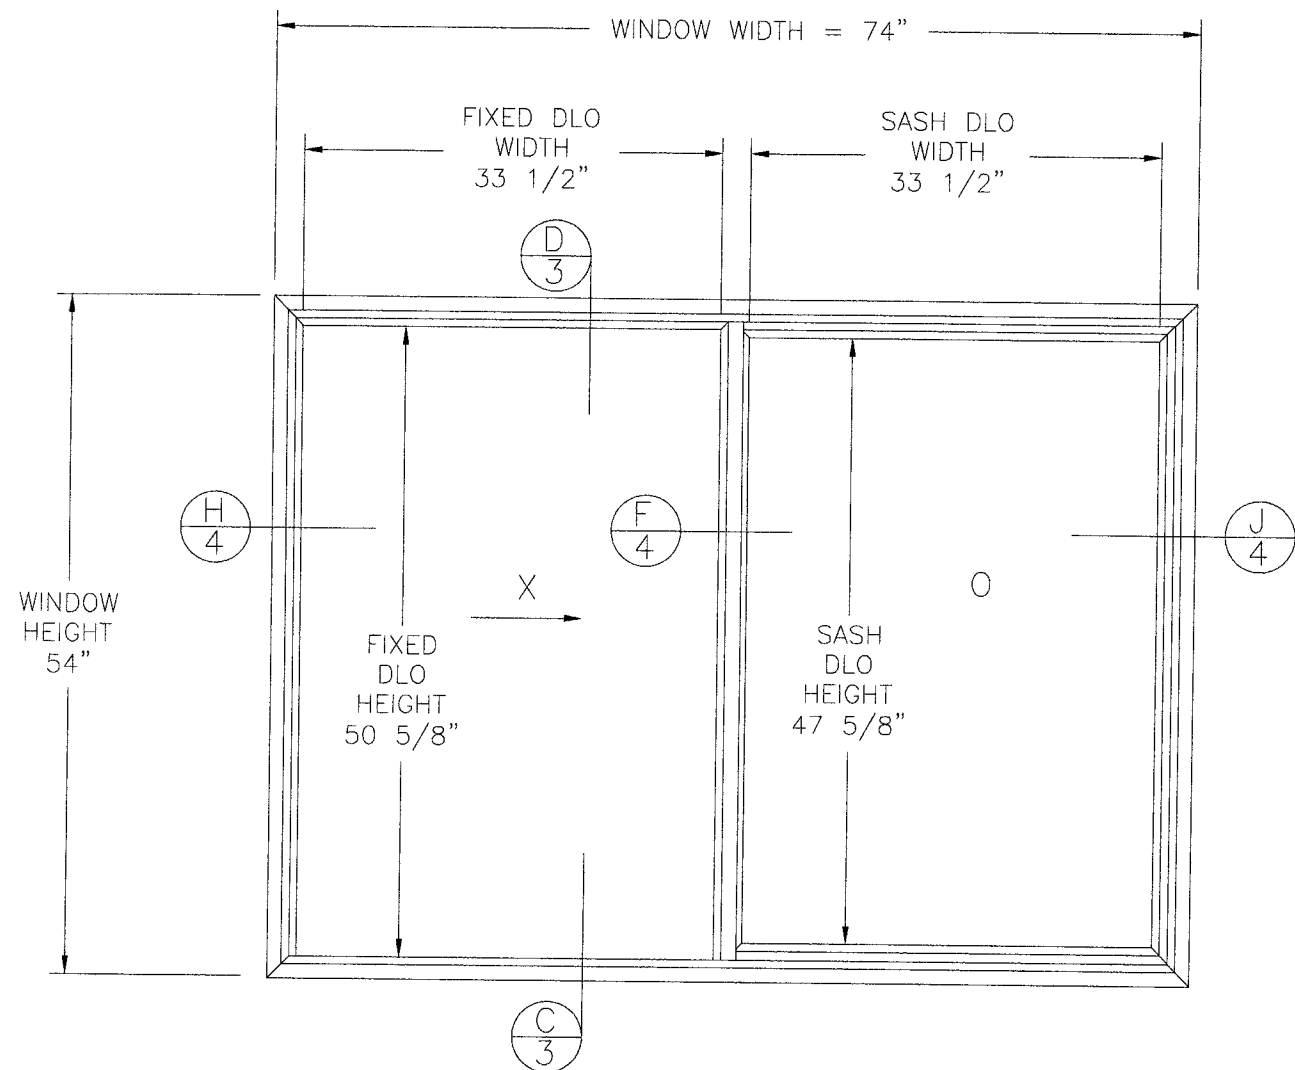 WINDOW WIDTH = 74"
FIXED DLO
WIDTH
33 1/2"
SASH DLO
WIDTH
33 1/2"
D
3
H
4
F
4
J
4
X
O
WINDOW
HEIGHT
54"
FIXED
DLO
HEIGHT
50 5/8"
SASH
DLO
HEIGHT
47 5/8"
C
3